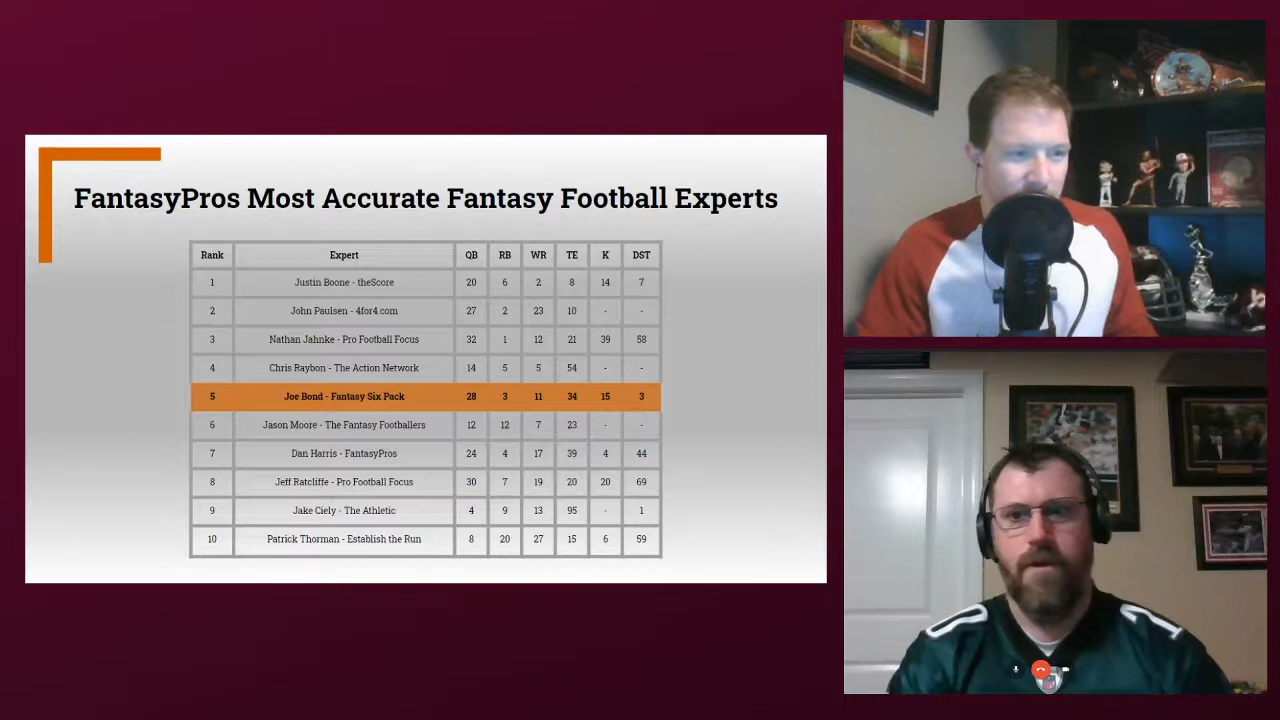 FantasyPros Most Accurate Fantasy Football Experts
Rank Expert QB RB WR TE K DST
1 Justin Boone - theScore 20 6 2 8 14 7
2 John Paulsen - 4for4.com 27 2 23 10 - -
3 Nathan Jahnke - Pro Football Focus 32 1 12 21 39 58
4 Chris Raybon - The Action Network 14 5 5 54 - -
5 Joe Bond - Fantasy Six Pack 28 3 11 34 15 3
6 Jason Moore - The Fantasy Footballers 12 12 7 23 - -
7 Dan Harris - FantasyPros 24 4 17 39 4 44
8 Jeff Ratcliffe - Pro Football Focus 30 7 19 20 20 69
9 Jake Ciely - The Athletic 4 9 13 95 - 1
10 Patrick Thorman - Establish the Run 8 20 27 15 6 59